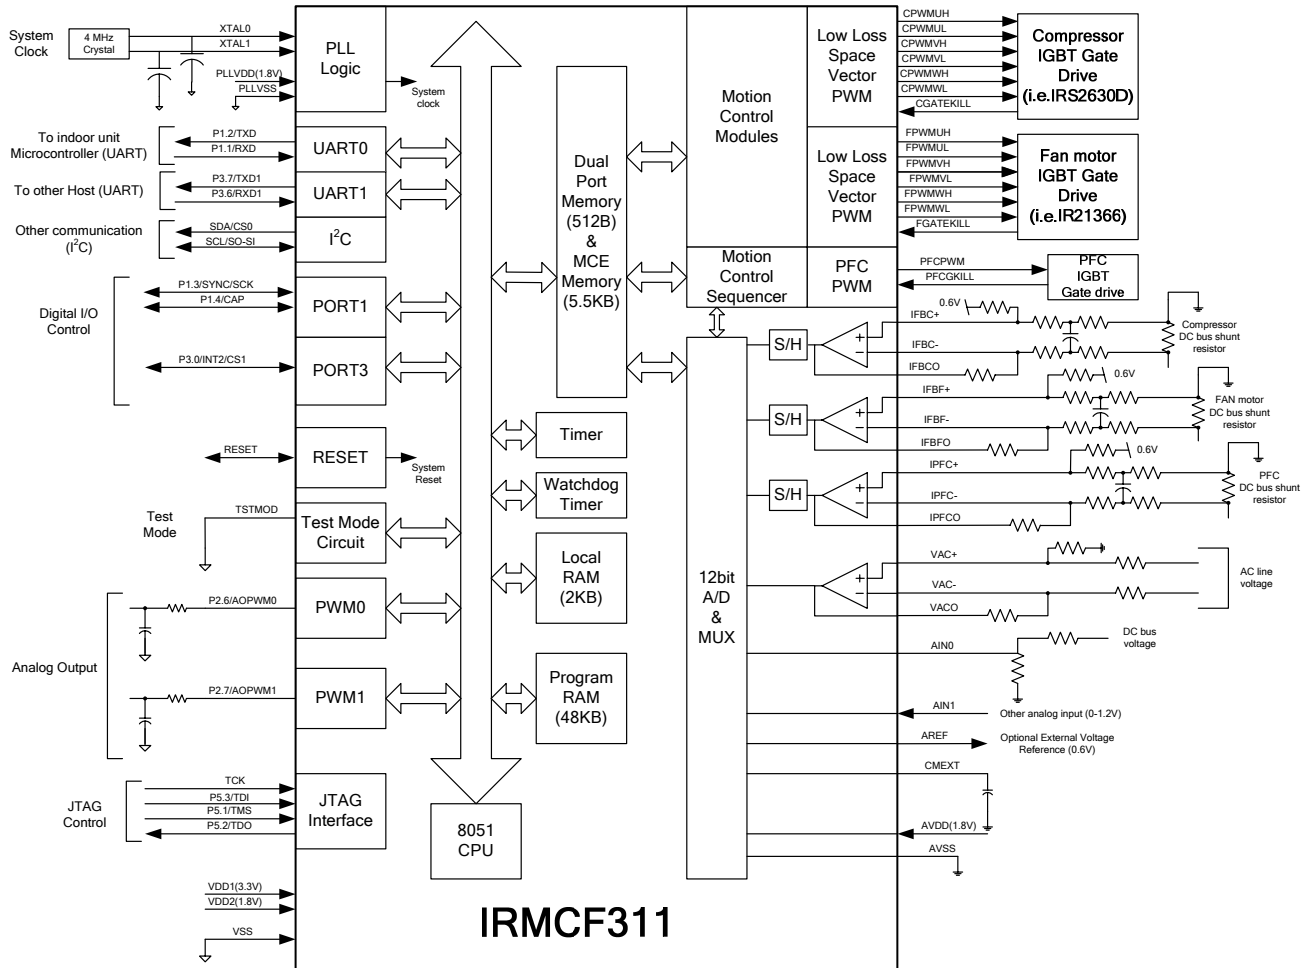 System
Clock
4 MHz
Crystal
XTAL0
XTAL1
PLLVDD(1.8V)
PLLVSS
PLL
Logic
System
clock
To indoor unit
Microcontroller (UART)
P1.2/TXD
P1.1/RXD
UART0
To other Host (UART)
P3.7/TXD1
P3.6/RXD1
UART1
Other communication
(I2C)
SDA/CS0
SCL/SO-SI
I2C
Digital I/O
Control
P1.3/SYNC/SCK
P1.4/CAP
PORT1
P3.0/INT2/CS1
PORT3
RESET
RESET
System
Reset
Test
Mode
TSTMOD
Test Mode
Circuit
Analog Output
P2.6/AOPWM0
PWM0
P2.7/AOPWM1
PWM1
JTAG
Control
TCK
P5.3/TDI
P5.1/TMS
P5.2/TDO
JTAG
Interface
VDD1(3.3V)
VDD2(1.8V)
VSS
8051
CPU
Dual
Port
Memory
(512B)
&
MCE
Memory
(5.5KB)
Timer
Watchdog
Timer
Local
RAM
(2KB)
Program
RAM
(48KB)
Motion
Control
Modules
Motion
Control
Sequencer
Low Loss
Space
Vector
PWM
CPWMUH
CPWMUL
CPWMVH
CPWMVL
CPWMWH
CPWMWL
CGATEKILL
Compressor
IGBT Gate
Drive
(i.e.IRS2630D)
Low Loss
Space
Vector
PWM
FPWMUH
FPWMUL
FPWMVH
FPWMVL
FPWMWH
FPWMWL
FGATEKILL
Fan motor
IGBT Gate
Drive
(i.e.IR21366)
PFC
PWM
PFCPWM
PFCGKILL
PFC
IGBT
Gate drive
12bit
A/D
&
MUX
S/H
+
−
IFBC+
IFBC-
IFBCO
0.6V
Compressor
DC bus shunt
resistor
S/H
+
−
IFBF+
IFBF-
IFBFO
0.6V
FAN motor
DC bus shunt
resistor
S/H
+
−
IPFC+
IPFC-
IPFCO
0.6V
PFC
DC bus shunt
resistor
+
−
VAC+
VAC-
VACO
AC line
voltage
AIN0
DC bus
voltage
AIN1
Other analog input (0-1.2V)
AREF
Optional External Voltage
Reference (0.6V)
CMEXT
AVDD(1.8V)
AVSS
IRMCF311